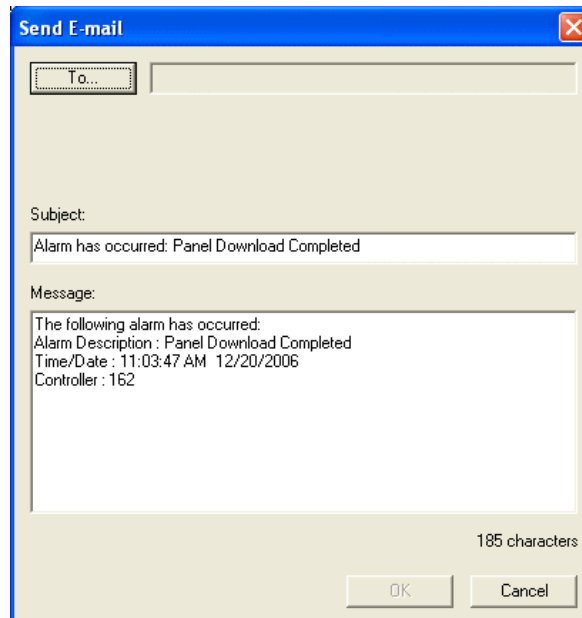 Send E-mail
To...
Subject:
Alarm has occurred: Panel Download Completed
Message:
The following alarm has occurred:
Alarm Description : Panel Download Completed
Time/Date : 11:03:47 AM  12/20/2006
Controller : 162
185 characters
OK
Cancel